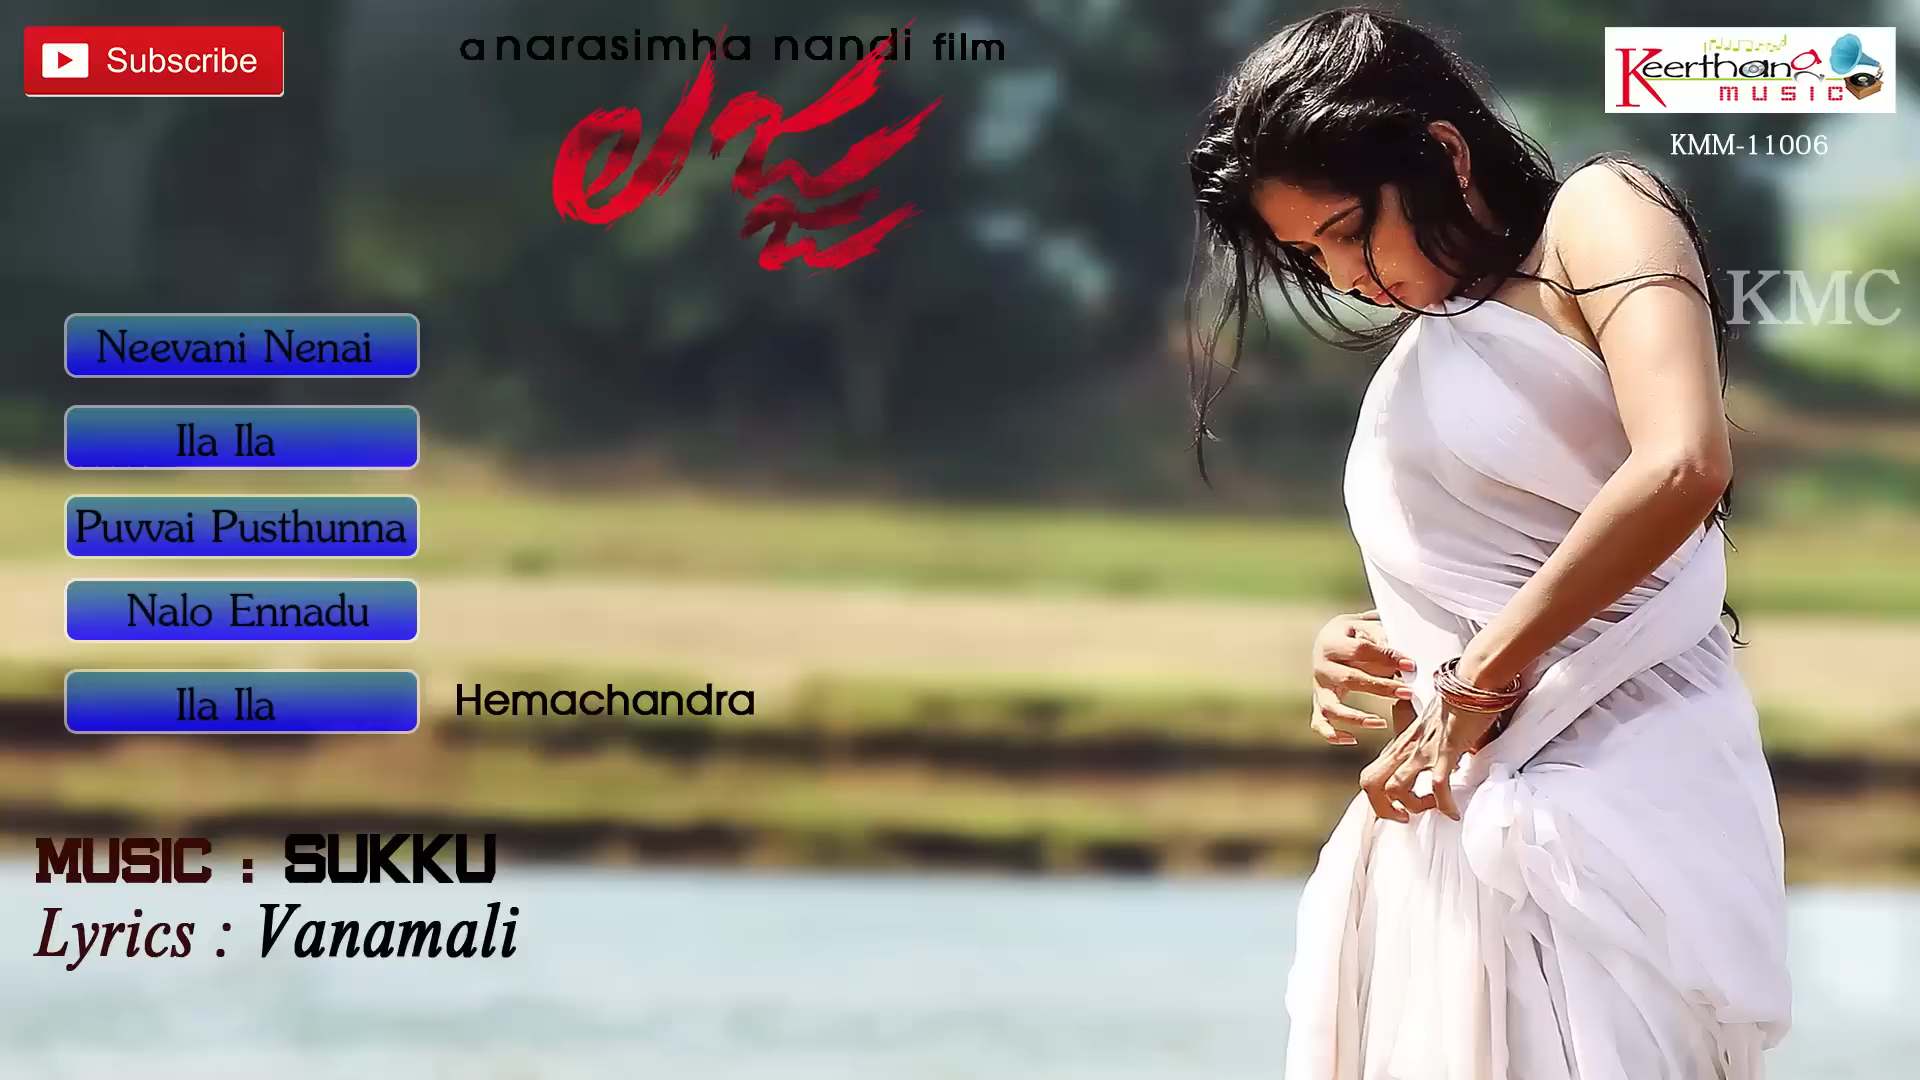 Subscribe
a narasimha nandi film
లజ్జ
Keerthana
MUSIC
KMM-11006
KMC
Neevani Nenai
Ila Ila
Puvvai Pusthunna
Nalo Ennadu
Ila Ila
Hemachandra
MUSIC : SUKKU
Lyrics : Vanamali